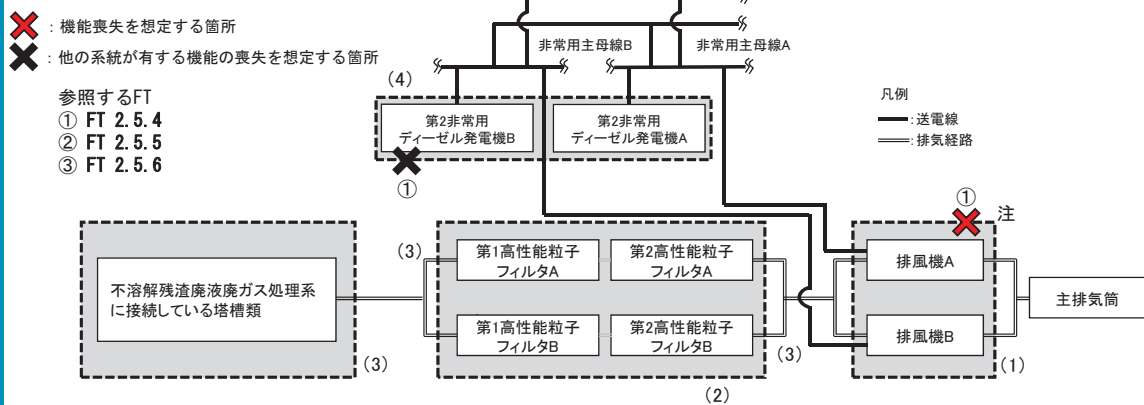 ：機能喪失を想定する箇所
：他の系統が有する機能の喪失を想定する箇所
参照するFT
① FT 2.5.4
② FT 2.5.5
③ FT 2.5.6
非常用主母線B
非常用主母線A
(4)
第2非常用
ディーゼル発電機B
第2非常用
ディーゼル発電機A
①
凡例
：送電線
：排気経路
不溶解残渣廃液廃ガス処理系
に接続している塔槽類
(3)
(3)
第1高性能粒子
フィルタA
第2高性能粒子
フィルタA
第1高性能粒子
フィルタB
第2高性能粒子
フィルタB
(3)
(2)
①
注
排風機A
排風機B
(1)
主排気筒